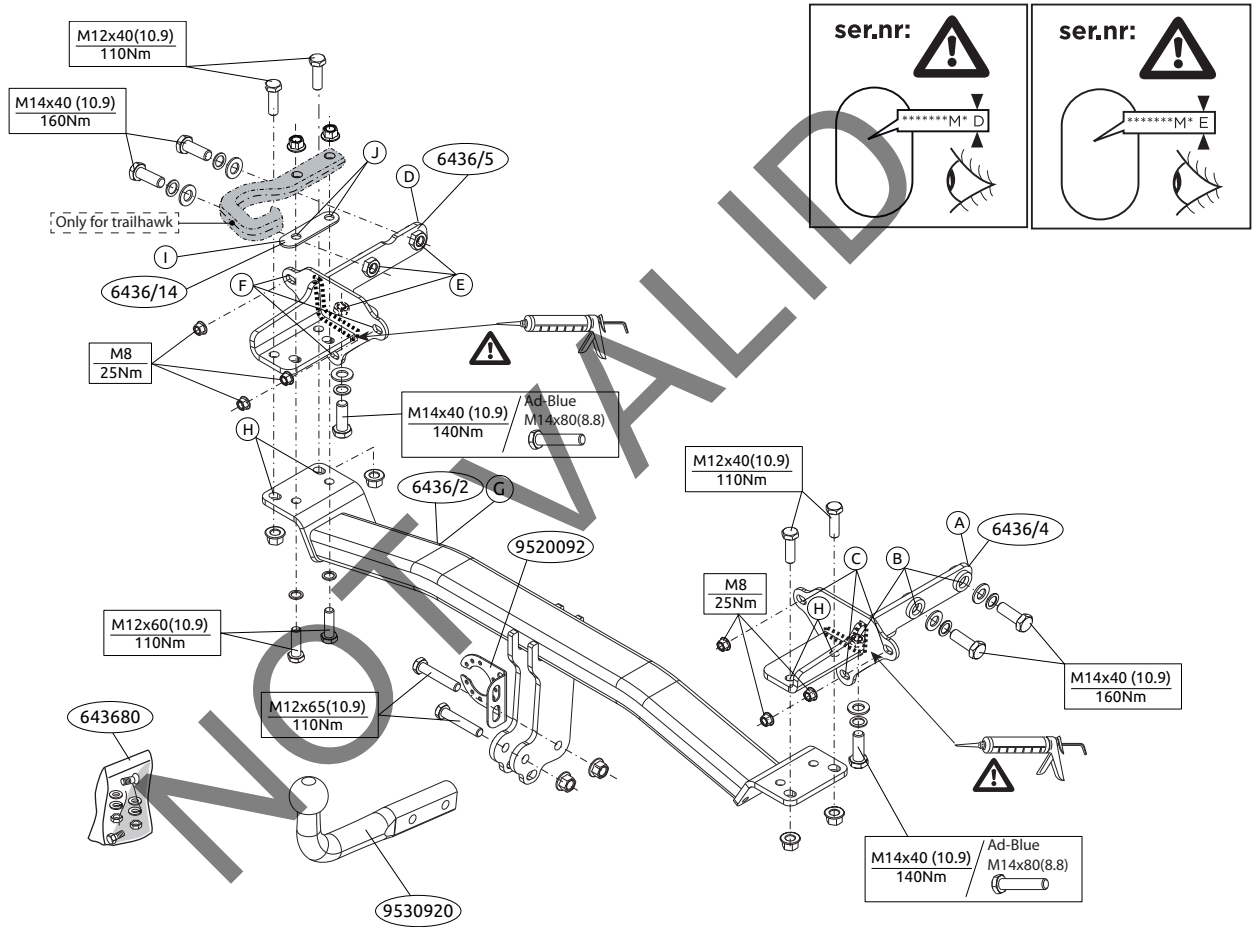 M12x40(10.9)
110Nm
M14x40 (10.9)
160Nm
Only for trailhawk
J
6436/5
D
I
6436/14
F
E
M8
25Nm
M14x40 (10.9)
140Nm
Ad-Blue
M14x80(8.8)
H
6436/2
G
9520092
M12x60(10.9)
110Nm
M12x65(10.9)
110Nm
643680
9530920
ser.nr:
*******M* D
ser.nr:
*******M* E
M12x40(10.9)
110Nm
A
6436/4
C
B
M8
25Nm
H
M14x40 (10.9)
160Nm
M14x40 (10.9)
140Nm
Ad-Blue
M14x80(8.8)
NOT VALID